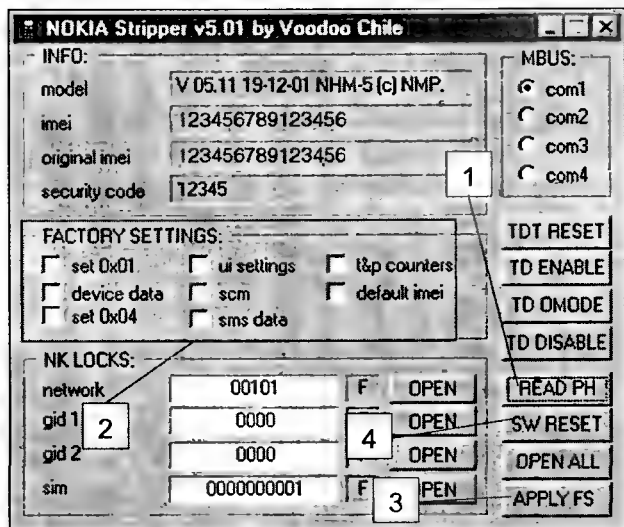 NOKIA Stripper v5.01 by Voodoo Chile
INFO:
model V 05.11 19-12-01 NHM-5 (c) NMP.
imei 123456789123456
original imei 123456789123456
security code 12345
MBUS:
com1
com2
com3
com4
1
FACTORY SETTINGS:
set 0x01 ui settings t&p counters
device data scm default imei
set 0x04 sms data
TDT RESET
TD ENABLE
TD OMODE
TD DISABLE
READ PH
SW RESET
OPEN ALL
APPLY FS
NK LOCKS:
network 00101 F OPEN
gid 1 0000 OPEN
gid 2 0000 OPEN
sim 0000000001 F OPEN
2
4
3